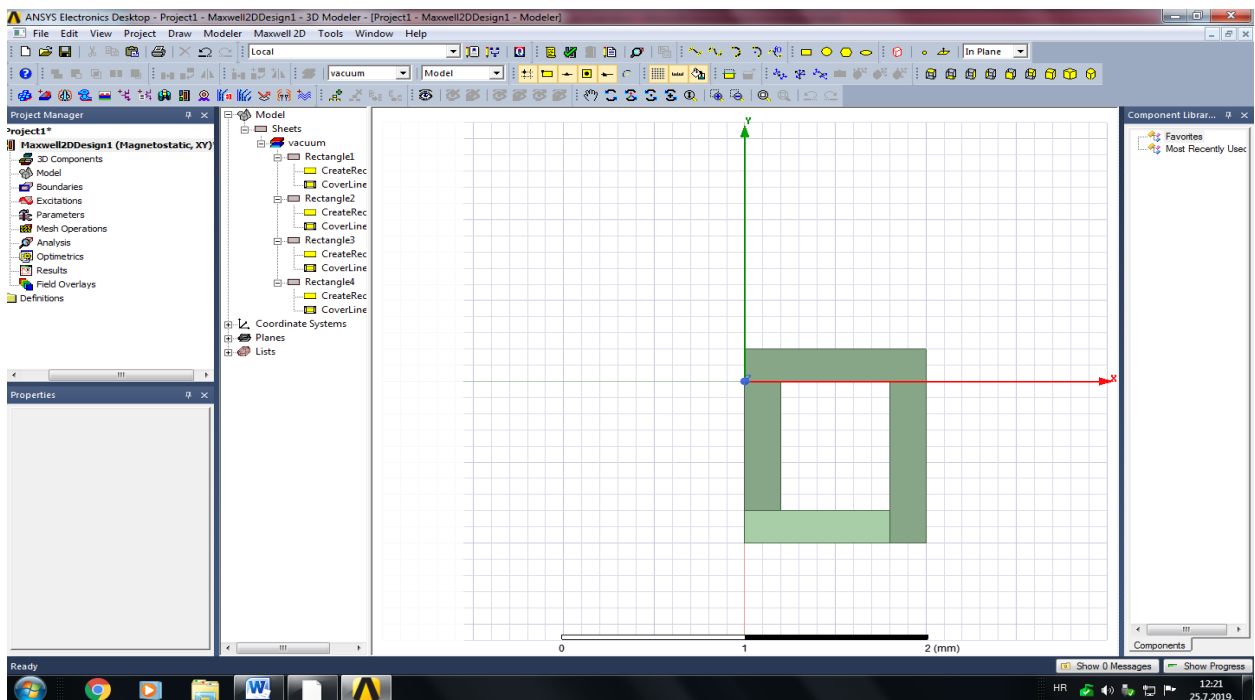 ANSYS Electronics Desktop - Project1 - Maxwell2DDesign1 - 3D Modeler - [Project1 - Maxwell2DDesign1 - Modeler]
File Edit View Project Draw Modeler Maxwell 2D Tools Window Help
Local
In Plane
vacuum
Model
Project Manager
Project1*
Maxwell2DDesign1 (Magnetostatic, XY)*
3D Components
Model
Boundaries
Excitations
Parameters
Mesh Operations
Analysis
Optimetrics
Results
Field Overlays
Definitions
Properties
Model
Sheets
vacuum
Rectangle1
CreateRec
CoverLine
Rectangle2
CreateRec
CoverLine
Rectangle3
CreateRec
CoverLine
Rectangle4
CreateRec
CoverLine
Coordinate Systems
Planes
Lists
Y
X
0 1 2 (mm)
Component Librar...
Favorites
Most Recently Used
Components
Ready
Show 0 Messages
Show Progress
HR
12:21
25.7.2019.